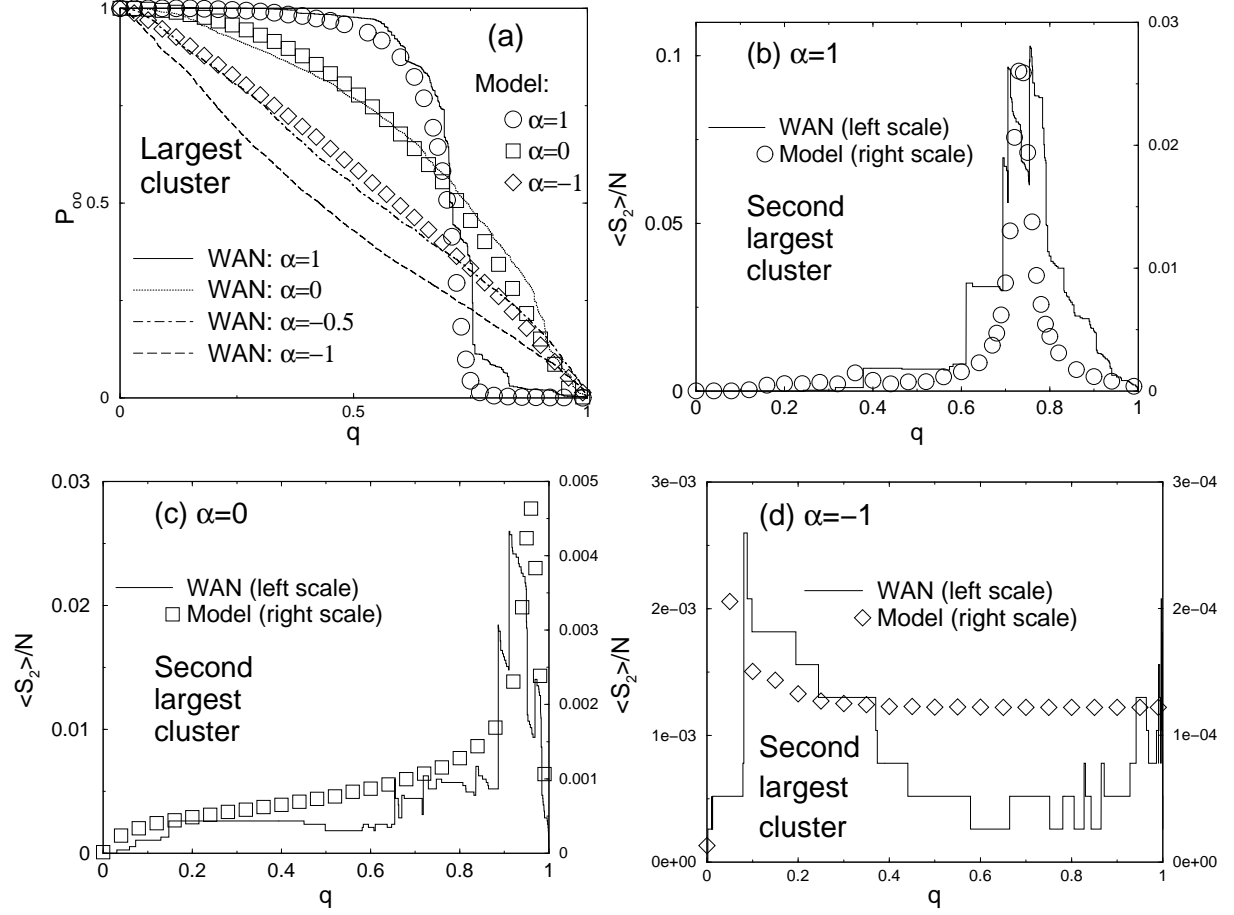 (a)
1
P∞
0.5
0
0
0.5
1
q
Largest
cluster
Model:
α=1
α=0
α=−1
WAN: α=1
WAN: α=0
WAN: α=−0.5
WAN: α=−1
(b) α=1
0.1
0.05
0
<S2>/N
0.03
0.02
0.01
0
WAN (left scale)
Model (right scale)
Second
largest
cluster
0 0.2 0.4 0.6 0.8 1
q
(c) α=0
0.03
0.02
0.01
0
<S2>/N
0.005
0.004
0.003
0.002
0.001
0
<S2>/N
WAN (left scale)
Model (right scale)
Second
largest
cluster
0 0.2 0.4 0.6 0.8 1
q
(d) α=−1
3e−03
2e−03
1e−03
0e+00
3e−04
2e−04
1e−04
0e+00
WAN (left scale)
Model (right scale)
Second
largest
cluster
0 0.2 0.4 0.6 0.8 1
q